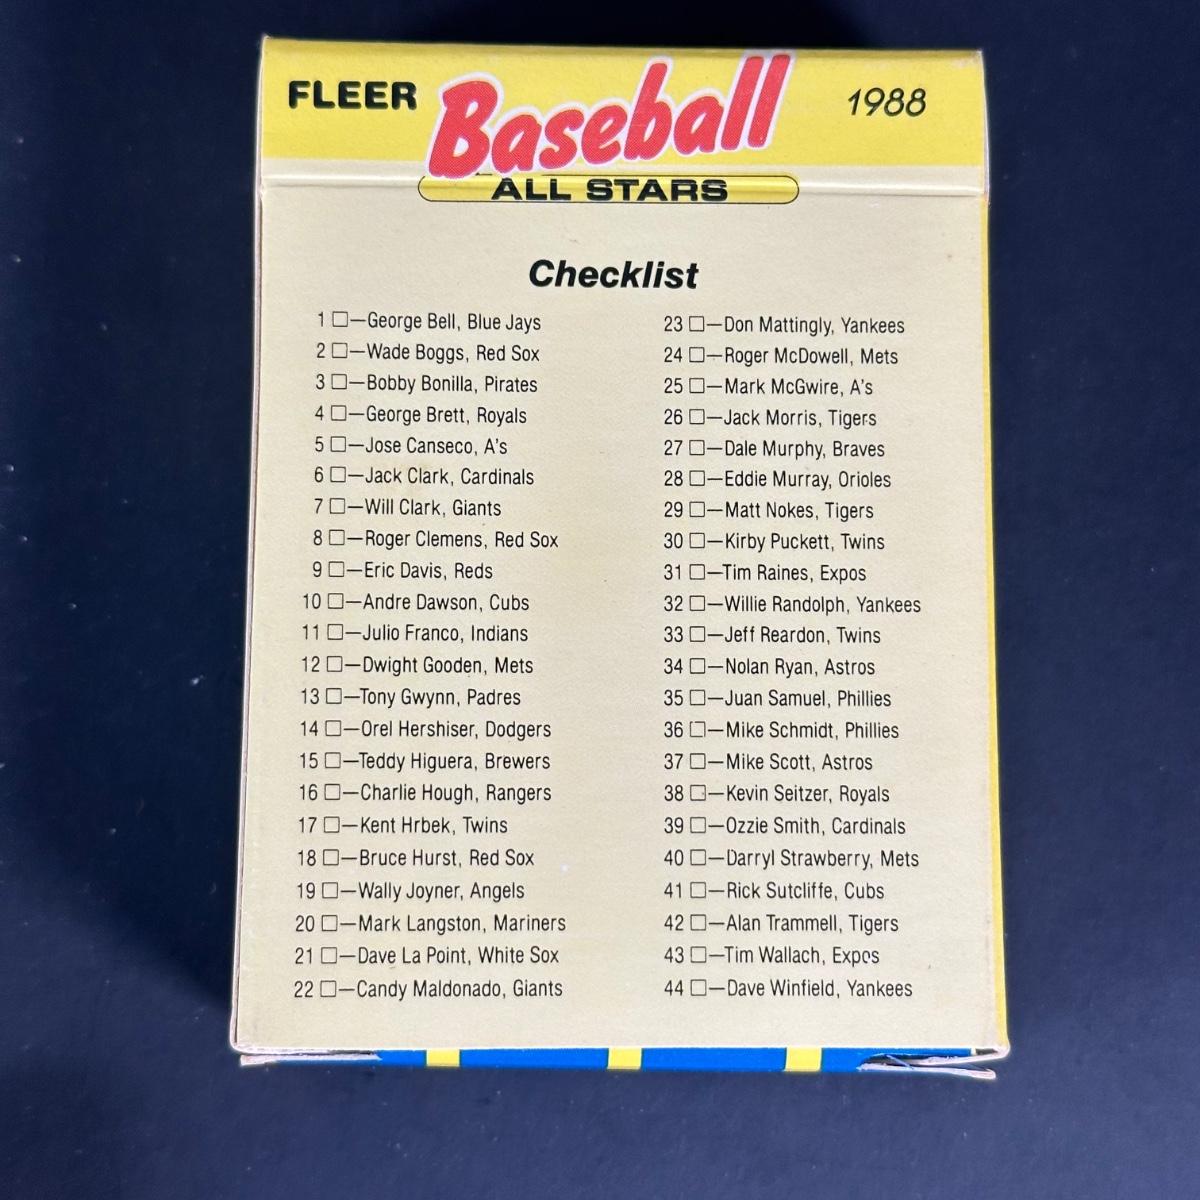 FLEER Baseball 1988
ALL STARS
Checklist
1 □—George Bell, Blue Jays
2 □—Wade Boggs, Red Sox
3 □—Bobby Bonilla, Pirates
4 □—George Brett, Royals
5 □—Jose Canseco, A's
6 □—Jack Clark, Cardinals
7 □—Will Clark, Giants
8 □—Roger Clemens, Red Sox
9 □—Eric Davis, Reds
10 □—Andre Dawson, Cubs
11 □—Julio Franco, Indians
12 □—Dwight Gooden, Mets
13 □—Tony Gwynn, Padres
14 □—Orel Hershiser, Dodgers
15 □—Teddy Higuera, Brewers
16 □—Charlie Hough, Rangers
17 □—Kent Hrbek, Twins
18 □—Bruce Hurst, Red Sox
19 □—Wally Joyner, Angels
20 □—Mark Langston, Mariners
21 □—Dave La Point, White Sox
22 □—Candy Maldonado, Giants
23 □—Don Mattingly, Yankees
24 □—Roger McDowell, Mets
25 □—Mark McGwire, A's
26 □—Jack Morris, Tigers
27 □—Dale Murphy, Braves
28 □—Eddie Murray, Orioles
29 □—Matt Nokes, Tigers
30 □—Kirby Puckett, Twins
31 □—Tim Raines, Expos
32 □—Willie Randolph, Yankees
33 □—Jeff Reardon, Twins
34 □—Nolan Ryan, Astros
35 □—Juan Samuel, Phillies
36 □—Mike Schmidt, Phillies
37 □—Mike Scott, Astros
38 □—Kevin Seitzer, Royals
39 □—Ozzie Smith, Cardinals
40 □—Darryl Strawberry, Mets
41 □—Rick Sutcliffe, Cubs
42 □—Alan Trammell, Tigers
43 □—Tim Wallach, Expos
44 □—Dave Winfield, Yankees